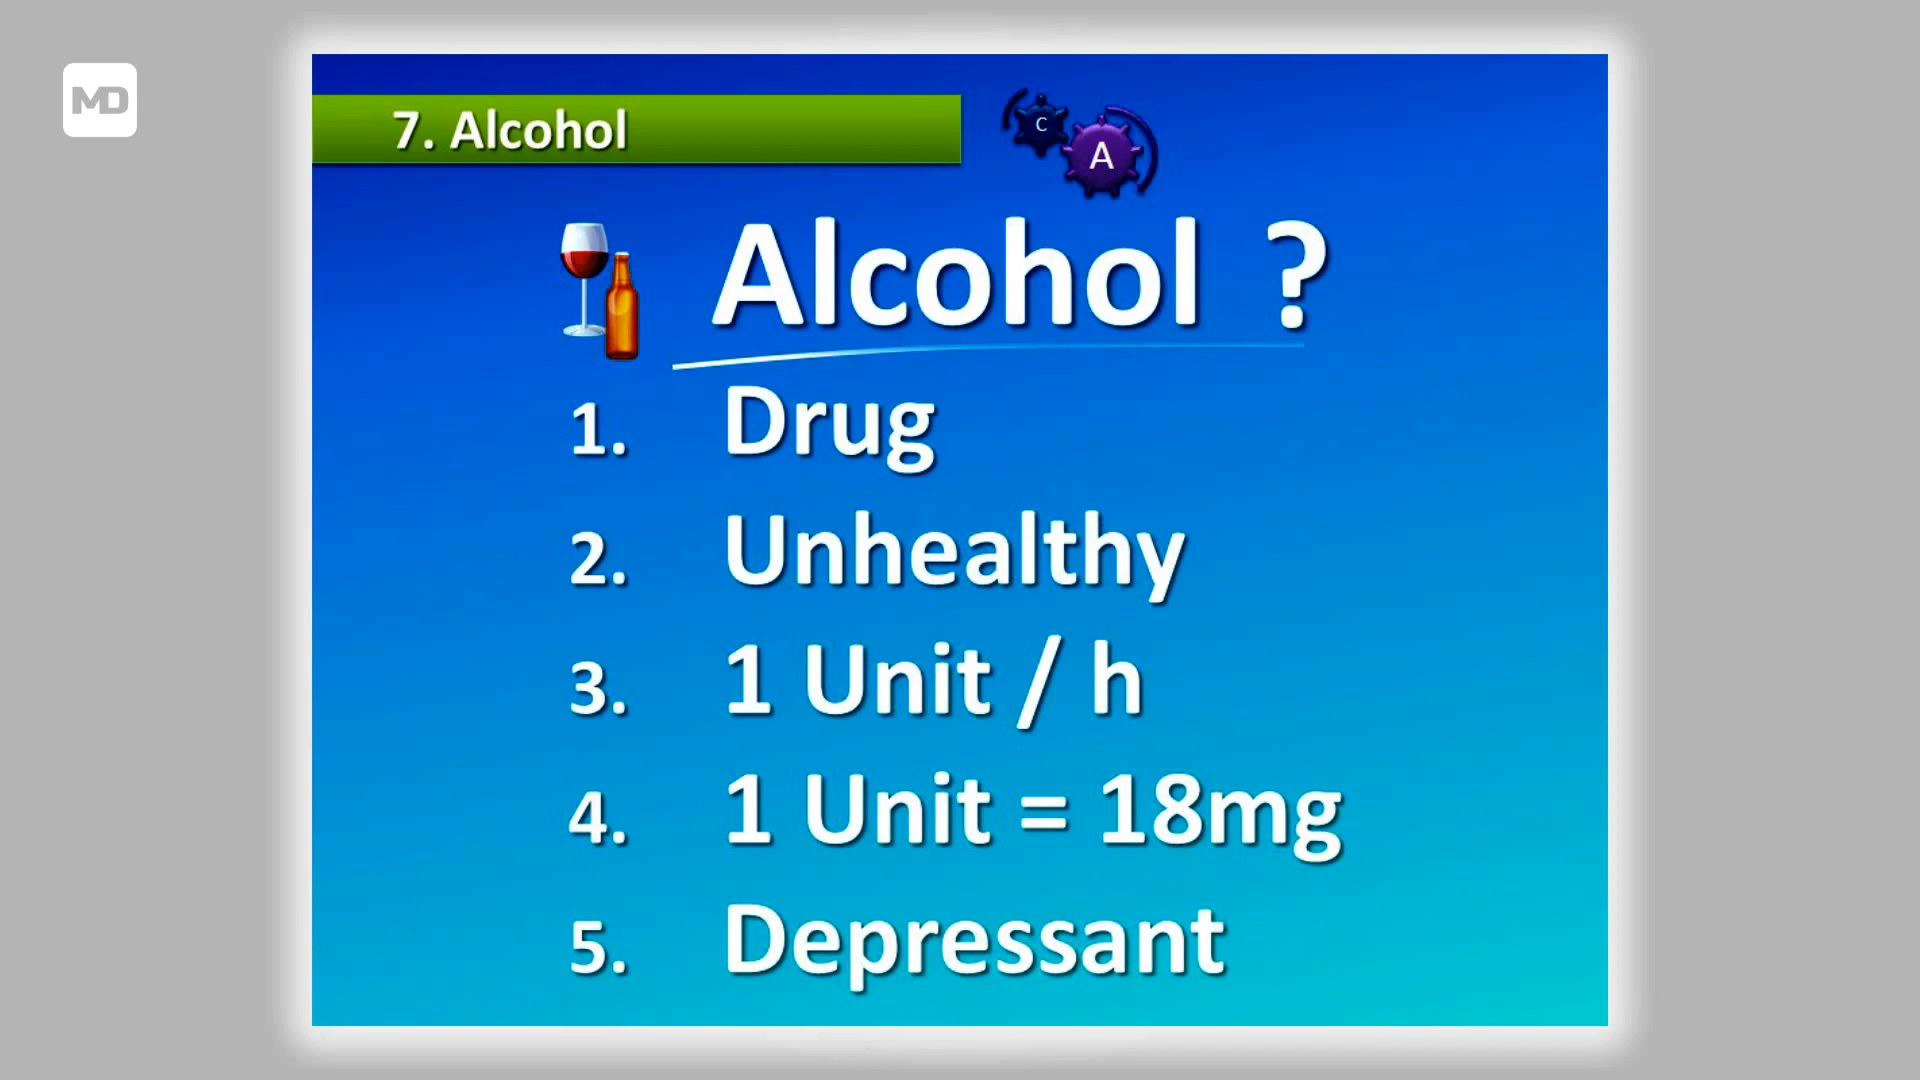 MD
7. Alcohol
C
A
Alcohol ?
1. Drug
2. Unhealthy
3. 1 Unit / h
4. 1 Unit = 18mg
5. Depressant